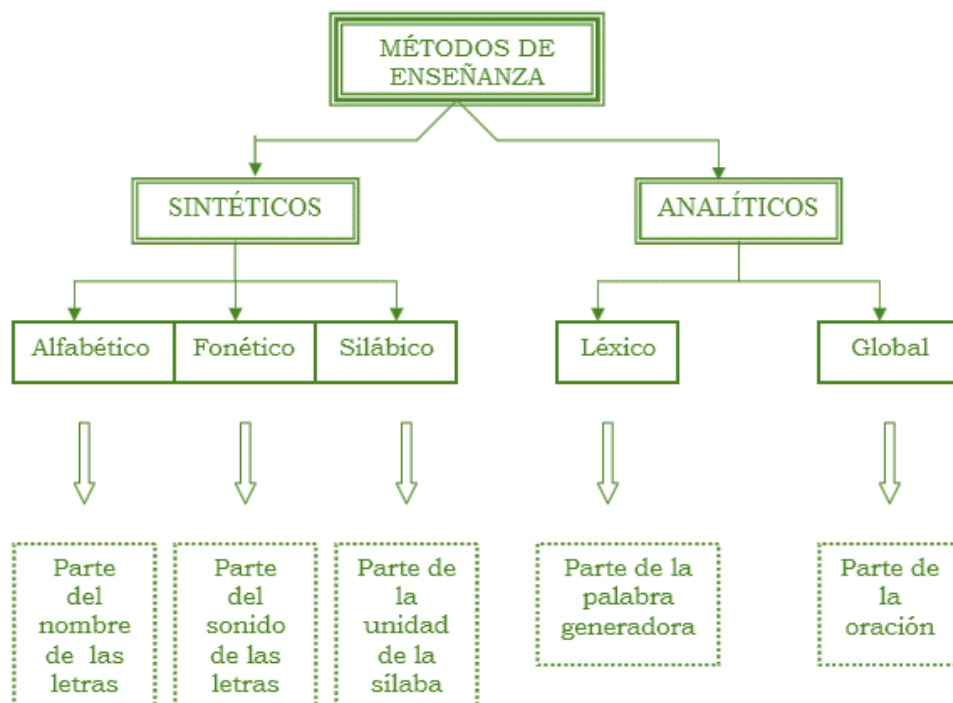 MÉTODOS DE
ENSEÑANZA
SINTÉTICOS
ANALÍTICOS
Alfabético
Fonético
Silábico
Léxico
Global
Parte
del
nombre
de las
letras
Parte
del
sonido
de las
letras
Parte de
la
unidad
de la
sílaba
Parte de la
palabra
generadora
Parte de
la
oración